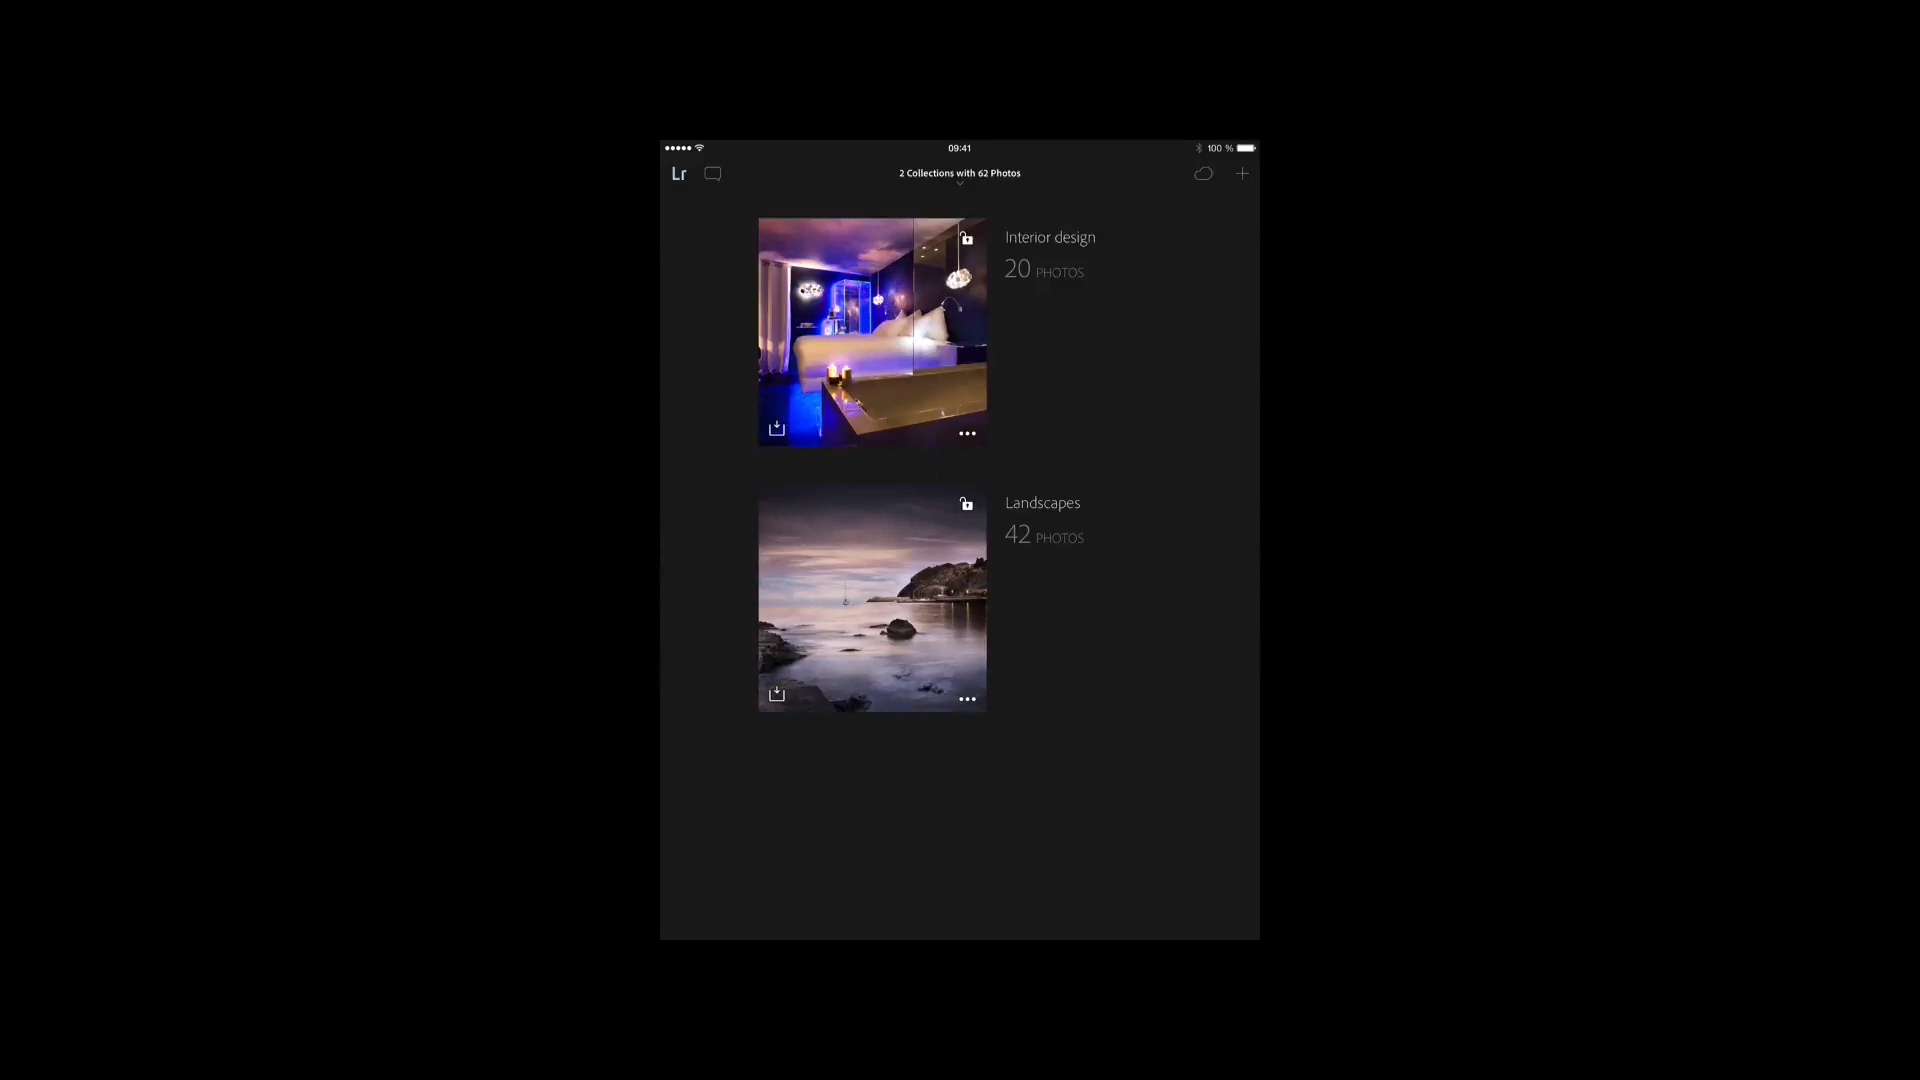 09:41
100 %
Lr
2 Collections with 62 Photos
Interior design
20 PHOTOS
Landscapes
42 PHOTOS